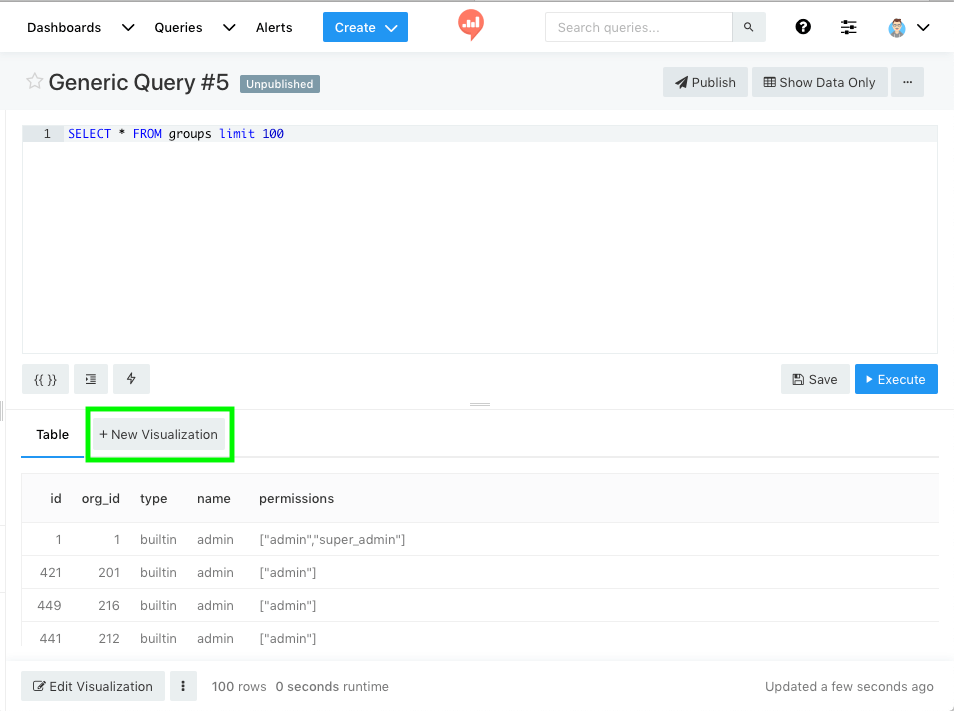 Dashboards Queries Alerts Create Search queries...
Generic Query #5 Unpublished Publish Show Data Only ...
1 SELECT * FROM groups limit 100
{{ }} Save Execute
Table + New Visualization
id org_id type name permissions
1 1 builtin admin ["admin","super_admin"]
421 201 builtin admin ["admin"]
449 216 builtin admin ["admin"]
441 212 builtin admin ["admin"]
Edit Visualization 100 rows 0 seconds runtime Updated a few seconds ago